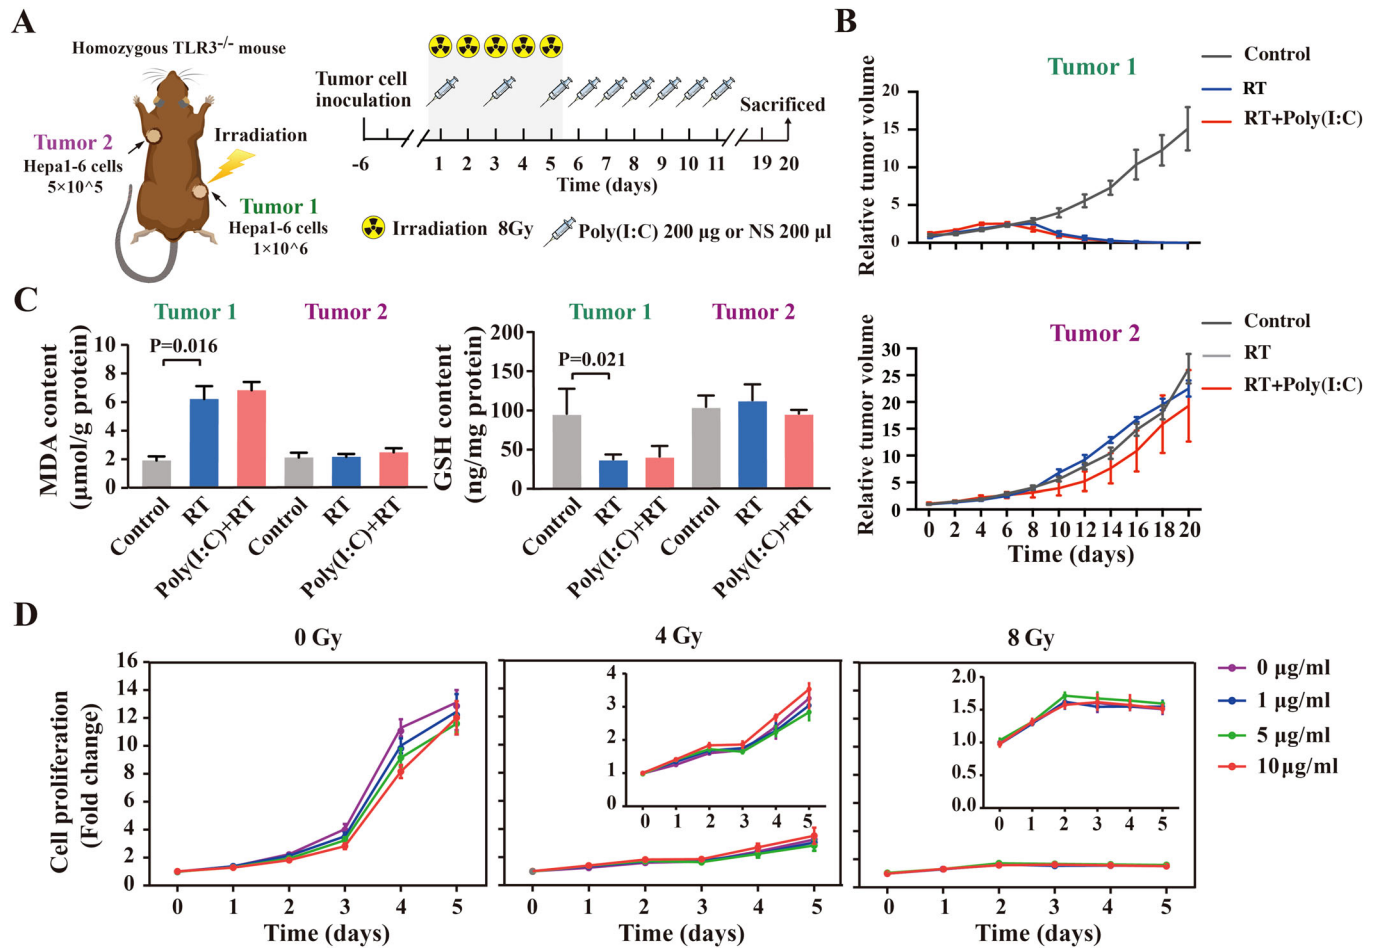 A
Homozygous TLR3-/- mouse
Tumor 2
Hepa1-6 cells
5×10^5
Irradiation
Tumor 1
Hepa1-6 cells
1×10^6
Tumor cell
inoculation
Sacrificed
-6 1 2 3 4 5 6 7 8 9 10 11 19 20
Time (days)
Irradiation 8Gy
Poly(I:C) 200 μg or NS 200 μl
B
Tumor 1
Control
RT
RT+Poly(I:C)
Relative tumor volume
20
15
10
5
0
Tumor 2
Control
RT
RT+Poly(I:C)
Relative tumor volume
30
25
20
15
10
5
0
0 2 4 6 8 10 12 14 16 18 20
Time (days)
C
Tumor 1 Tumor 2
MDA content
(μmol/g protein)
10
8
6
4
2
0
P=0.016
Control RT Poly(I:C)+RT Control RT Poly(I:C)+RT
Tumor 1 Tumor 2
GSH content
(ng/mg protein)
200
150
100
50
0
P=0.021
Control RT Poly(I:C)+RT Control RT Poly(I:C)+RT
D
0 Gy
4 Gy
8 Gy
Cell proliferation
(Fold change)
16
14
12
10
8
6
4
2
0
0 1 2 3 4 5
Time (days)
4
3
2
1
0
0 1 2 3 4 5
0 1 2 3 4 5
Time (days)
2.0
1.5
1.0
0.5
0.0
0 1 2 3 4 5
0 1 2 3 4 5
Time (days)
0 μg/ml
1 μg/ml
5 μg/ml
10μg/ml